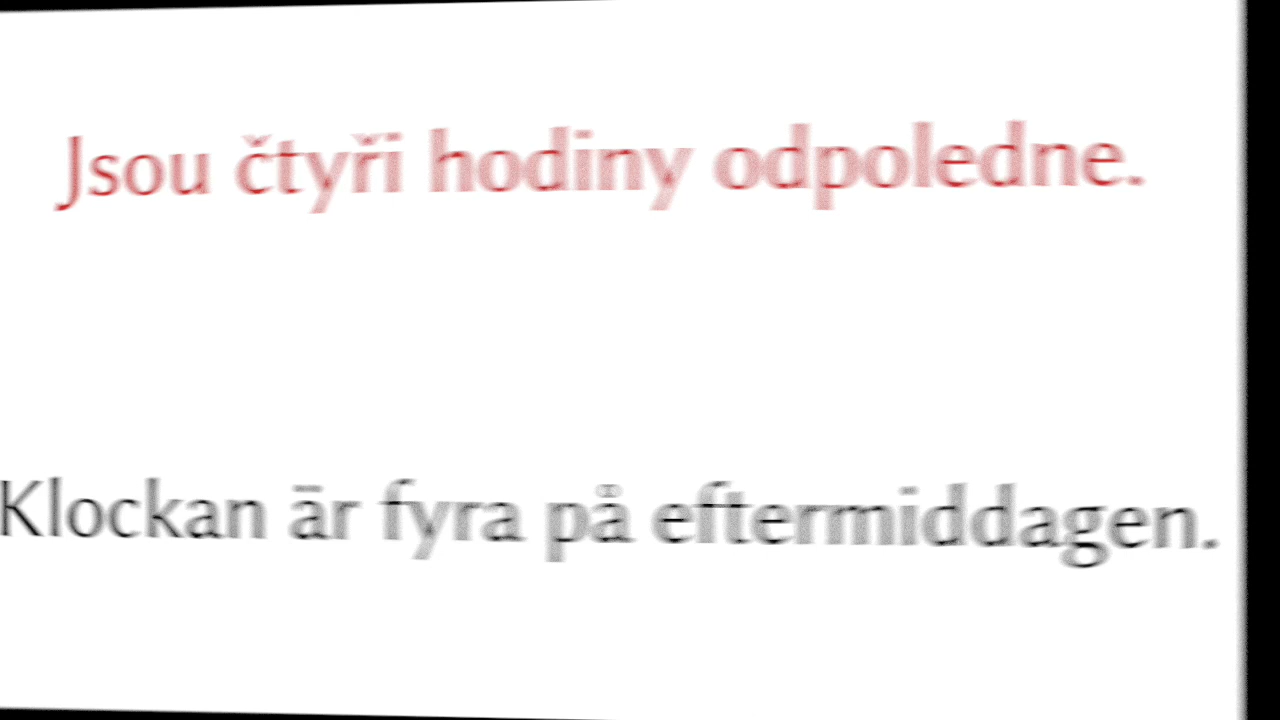 Jsou čtyři hodiny odpoledne.
Klockan är fyra på eftermiddagen.